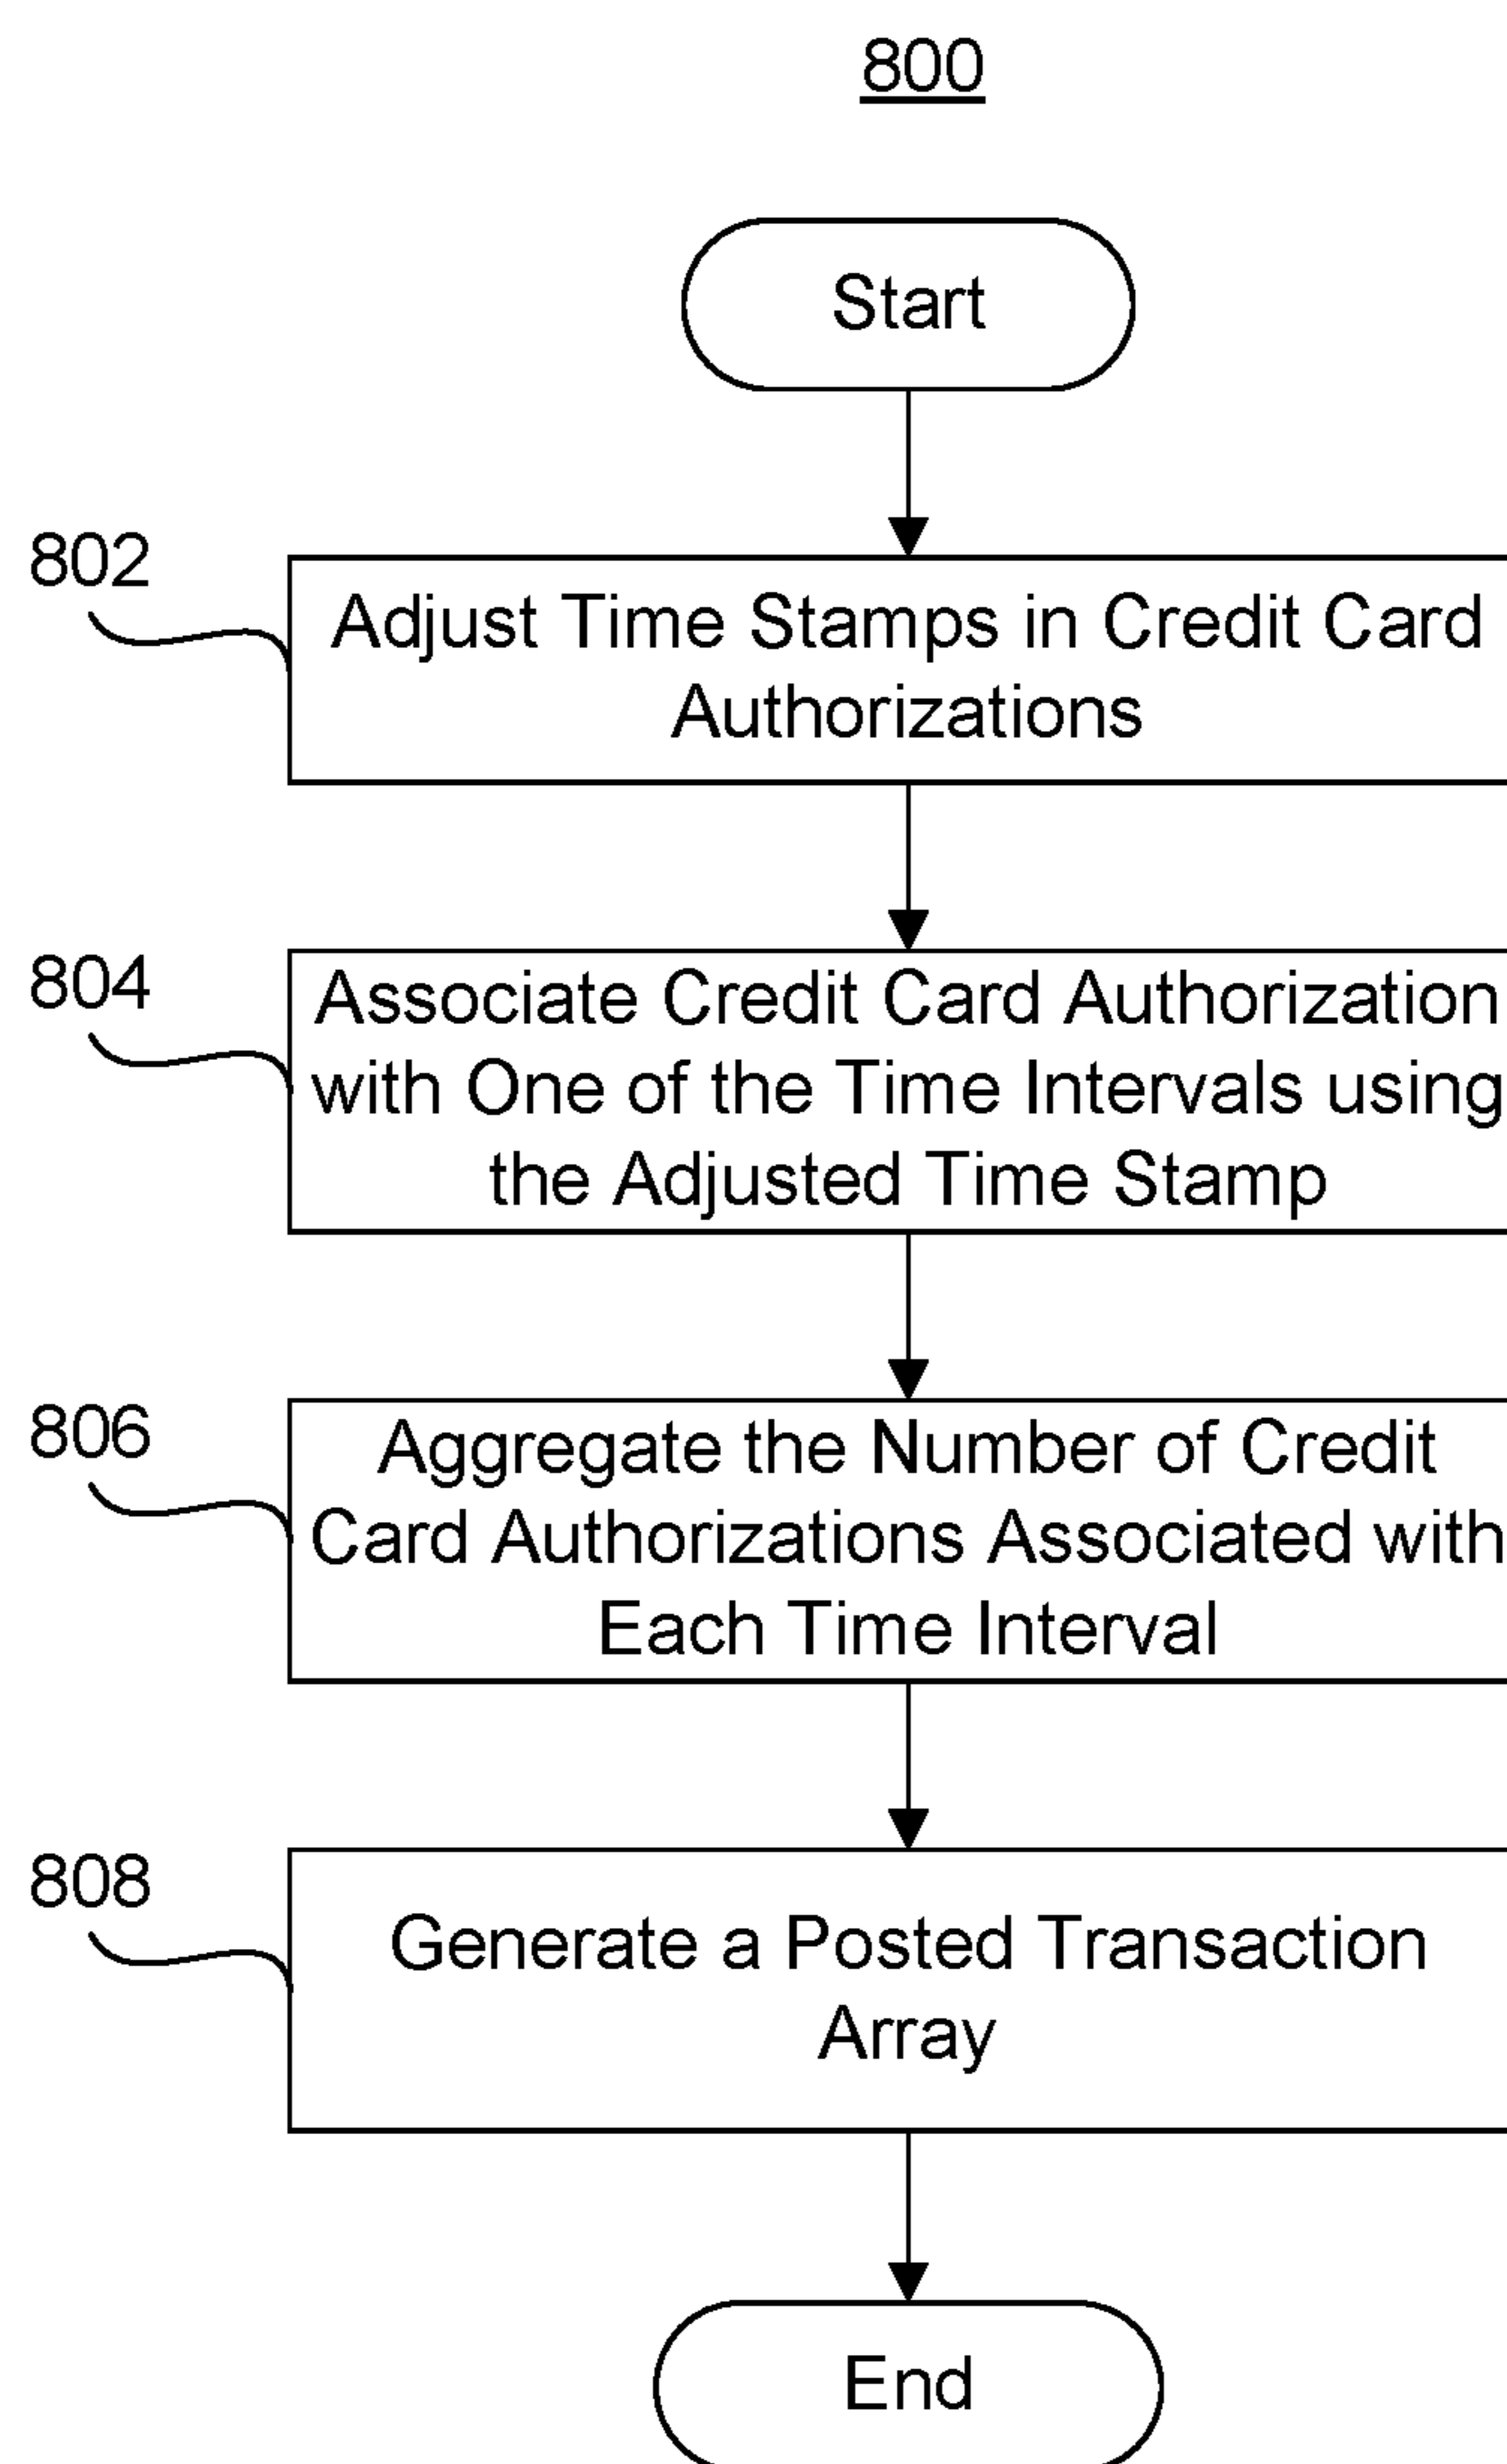 800
Start
802
Adjust Time Stamps in Credit Card
Authorizations
804
Associate Credit Card Authorization
with One of the Time Intervals using
the Adjusted Time Stamp
806
Aggregate the Number of Credit
Card Authorizations Associated with
Each Time Interval
808
Generate a Posted Transaction
Array
End